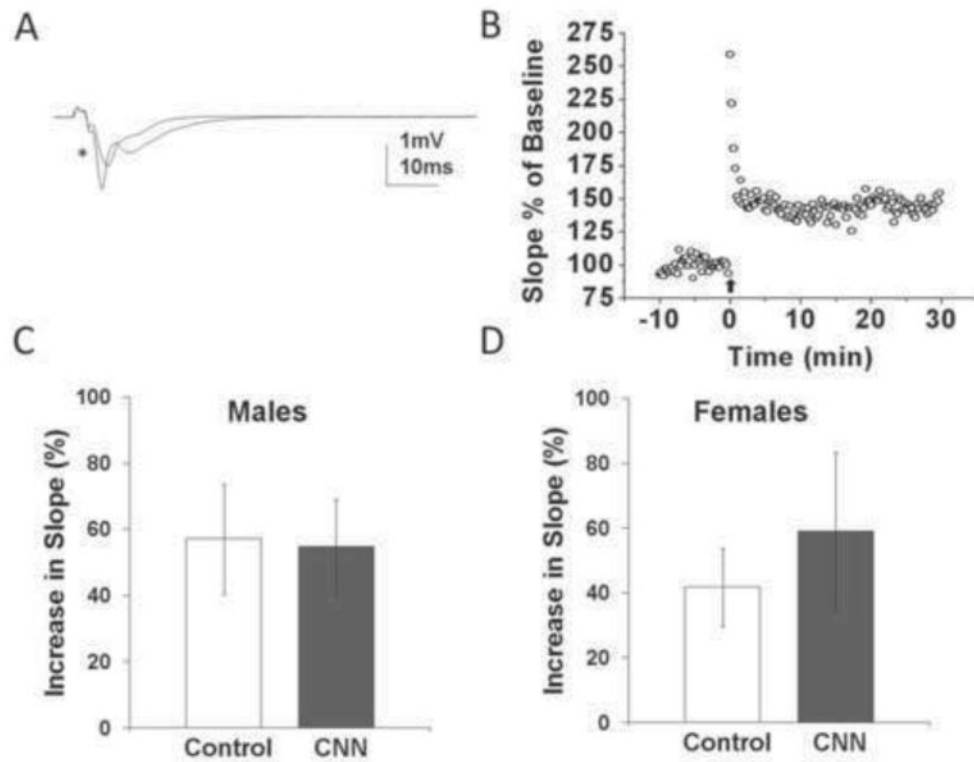 A
*
1mV
10ms
B
Slope % of Baseline
275
250
225
200
175
150
125
100
75
-10 0 10 20 30
Time (min)
C
Males
Increase in Slope (%)
100
80
60
40
20
0
Control CNN
D
Females
Increase in Slope (%)
100
80
60
40
20
0
Control CNN